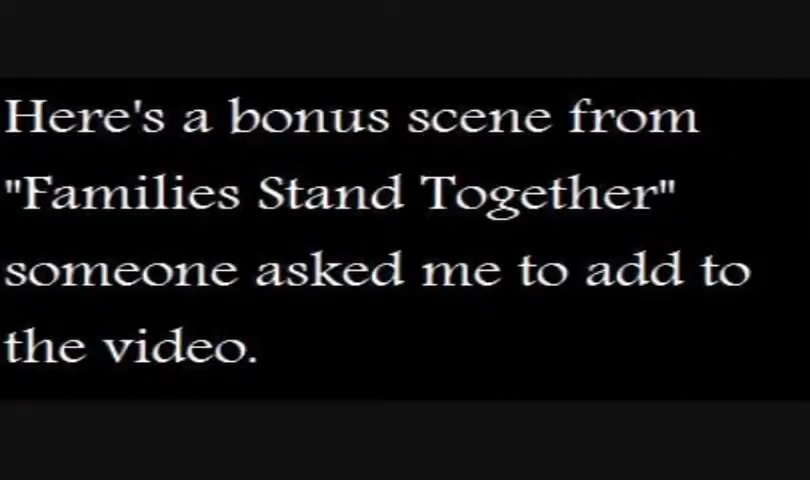 Here's a bonus scene from
"Families Stand Together"
someone asked me to add to
the video.